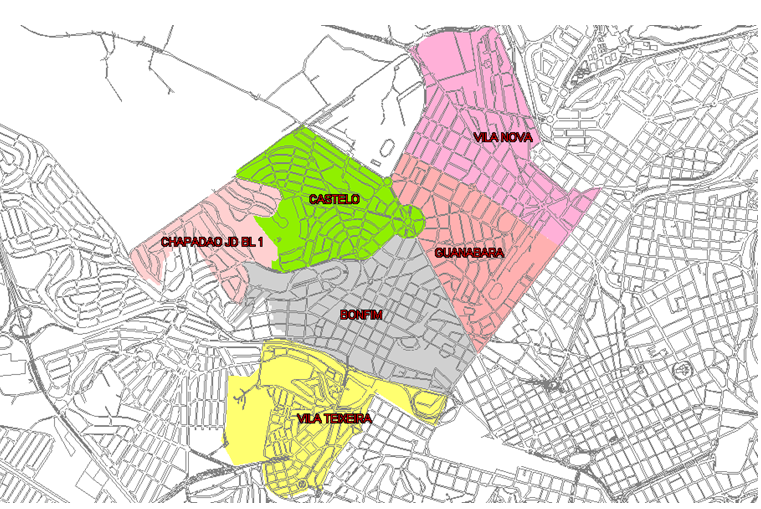 VILA NOVA
CASTELO
CHAPADAO JD BL 1
GUANABARA
BONFIM
VILA TEIXEIRA